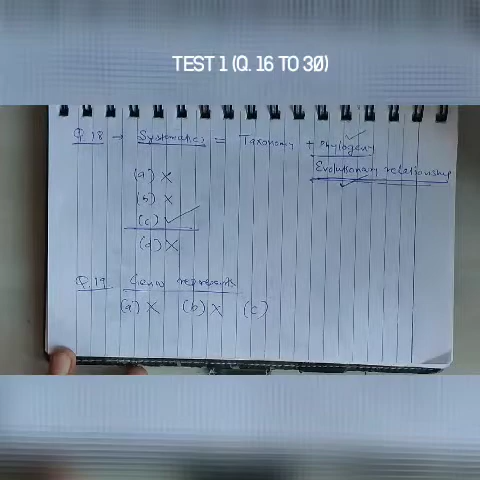 TEST 1 (Q. 16 TO 30)
Q.18 → Systematics = Taxonomy + Phylogeny ✓
Evolutionary relationship ✓
(a) X
(b) X
(c) ✓
(d) X
Q.19 Genus represents
(a) X (b) X (c)